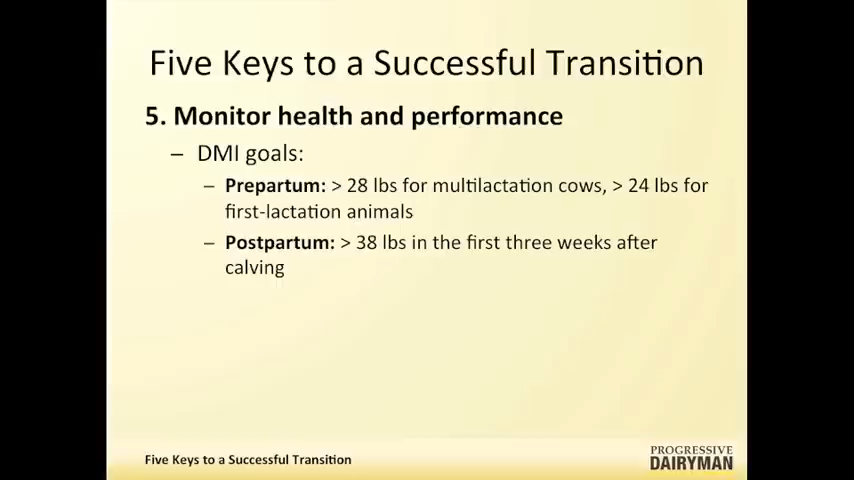 Five Keys to a Successful Transition
5. Monitor health and performance
– DMI goals:
– Prepartum: > 28 lbs for multilactation cows, > 24 lbs for
first-lactation animals
– Postpartum: > 38 lbs in the first three weeks after
calving
Five Keys to a Successful Transition
PROGRESSIVE
DAIRYMAN